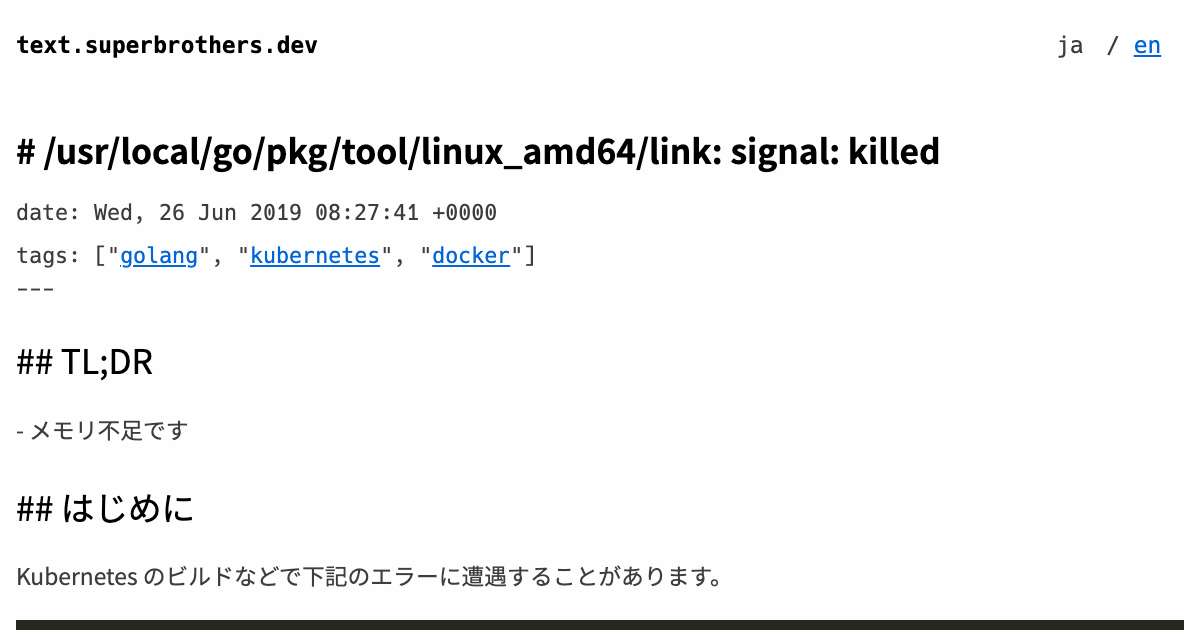 text.superbrothers.dev
ja / en
# /usr/local/go/pkg/tool/linux_amd64/link: signal: killed
date: Wed, 26 Jun 2019 08:27:41 +0000
tags: ["golang", "kubernetes", "docker"]
---
## TL;DR
- メモリ不足です
## はじめに
Kubernetes のビルドなどで下記のエラーに遭遇することがあります。